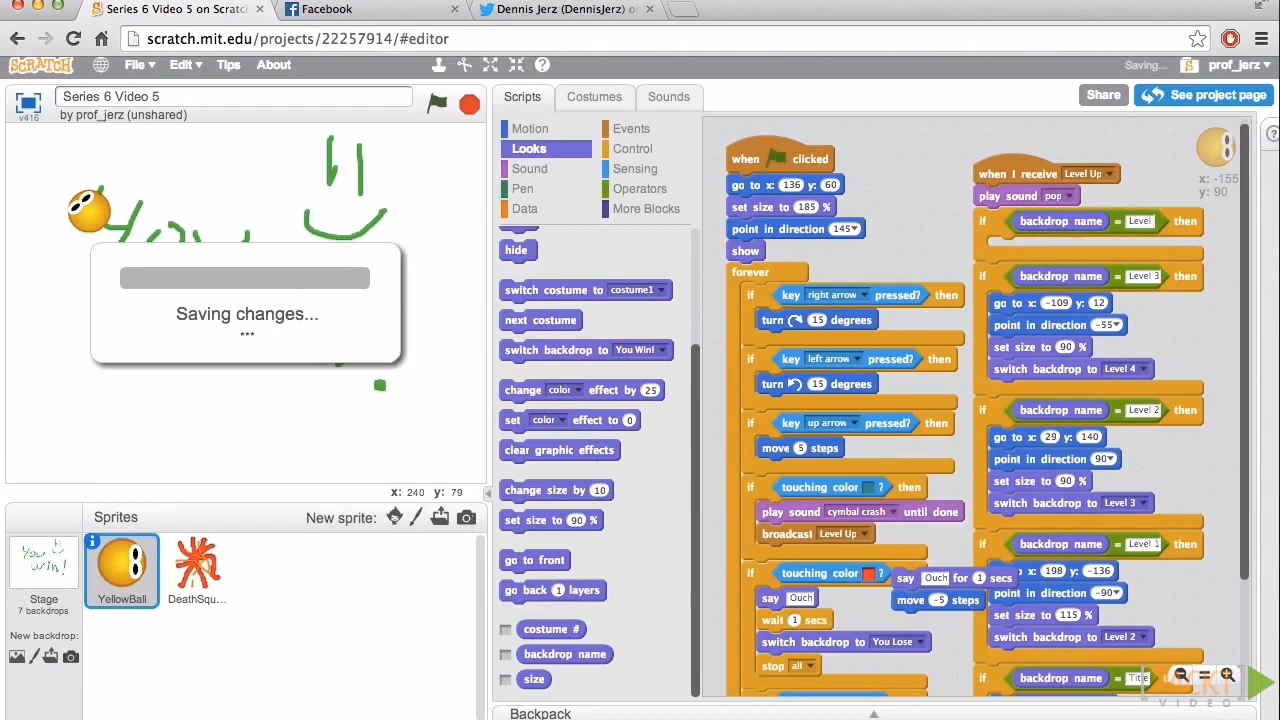 Series 6 Video 5 on Scratc
Facebook
Dennis Jerz (DennisJerz) o
scratch.mit.edu/projects/22257914/#editor
SCRATCH
File Edit Tips About
Saving...
prof_jerz
v416
Series 6 Video 5
by prof_jerz (unshared)
Scripts Costumes Sounds
Share
See project page
You
Saving changes...
x: 240 y: 79
Sprites
New sprite:
You
win!
Stage
7 backdrops
New backdrop:
YellowBall
DeathSqu...
Motion
Looks
Sound
Pen
Data
Events
Control
Sensing
Operators
More Blocks
hide
switch costume to costume1
next costume
switch backdrop to You Win!
change color effect by 25
set color effect to 0
clear graphic effects
change size by 10
set size to 90 %
go to front
go back 1 layers
costume #
backdrop name
size
when clicked
go to x: 136 y: 60
set size to 185 %
point in direction 145
show
forever
if key right arrow pressed? then
turn 15 degrees
if key left arrow pressed? then
turn 15 degrees
if key up arrow pressed? then
move 5 steps
if touching color ? then
play sound cymbal crash until done
broadcast Level Up
if touching color ?
say Ouch
wait 1 secs
switch backdrop to You Lose
stop all
say Ouch for 1 secs
move -5 steps
when I receive Level Up
play sound pop
if backdrop name = Level then
if backdrop name = Level 3 then
go to x: -109 y: 12
point in direction -55
set size to 90 %
switch backdrop to Level 4
if backdrop name = Level 2 then
go to x: 29 y: 140
point in direction 90
set size to 90 %
switch backdrop to Level 3
if backdrop name = Level 1 then
x: 198 y: -136
point in direction -90
set size to 115 %
switch backdrop to Level 2
if backdrop name = Title
x: -155
y: 90
Backpack
VIDEO